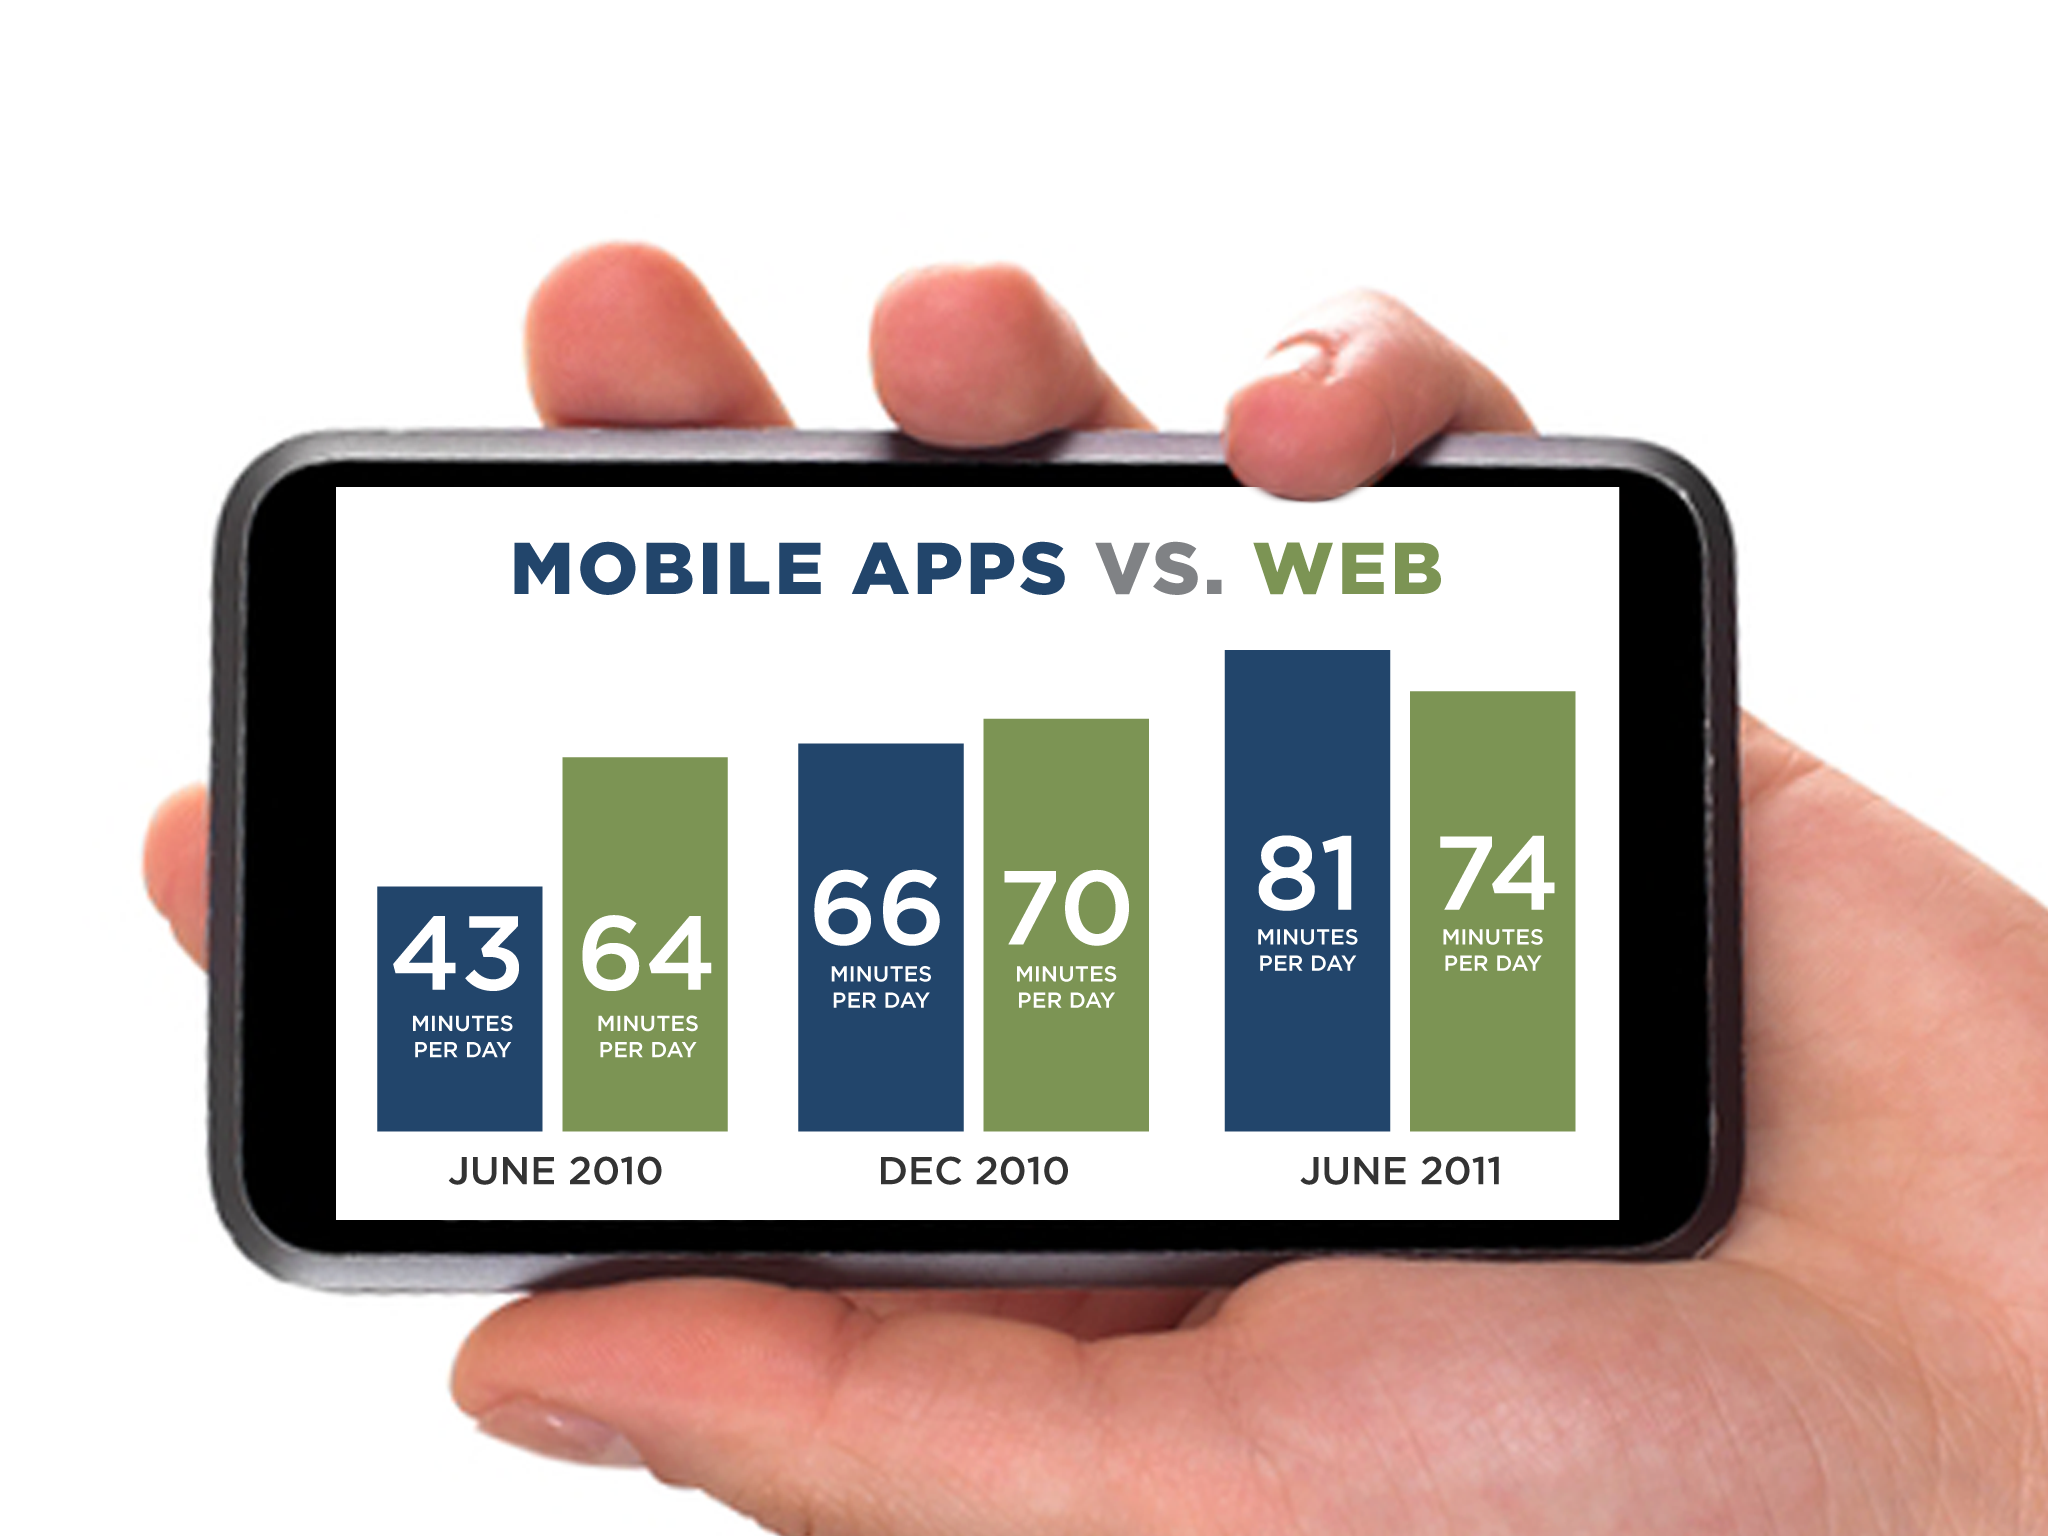 MOBILE APPS VS. WEB
43
MINUTES
PER DAY
64
MINUTES
PER DAY
66
MINUTES
PER DAY
70
MINUTES
PER DAY
81
MINUTES
PER DAY
74
MINUTES
PER DAY
JUNE 2010
DEC 2010
JUNE 2011